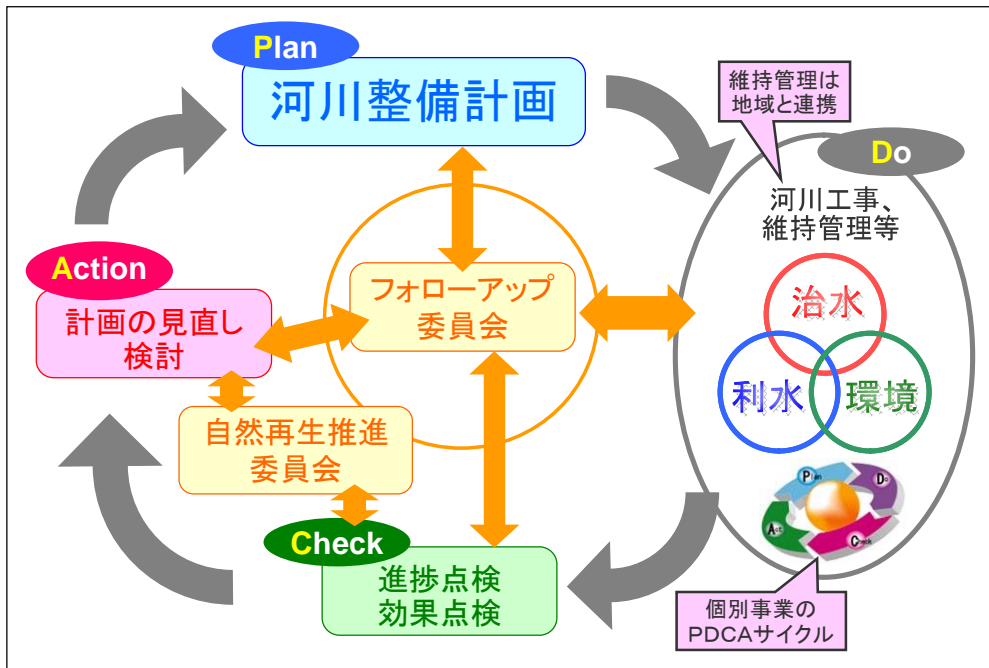 Plan
河川整備計画
維持管理は
地域と連携
Do
河川工事、
維持管理等
治水
利水
環境
Plan
Do
Check
Act
個別事業の
PDCAサイクル
フォローアップ
委員会
Action
計画の見直し
検討
自然再生推進
委員会
Check
進捗点検
効果点検